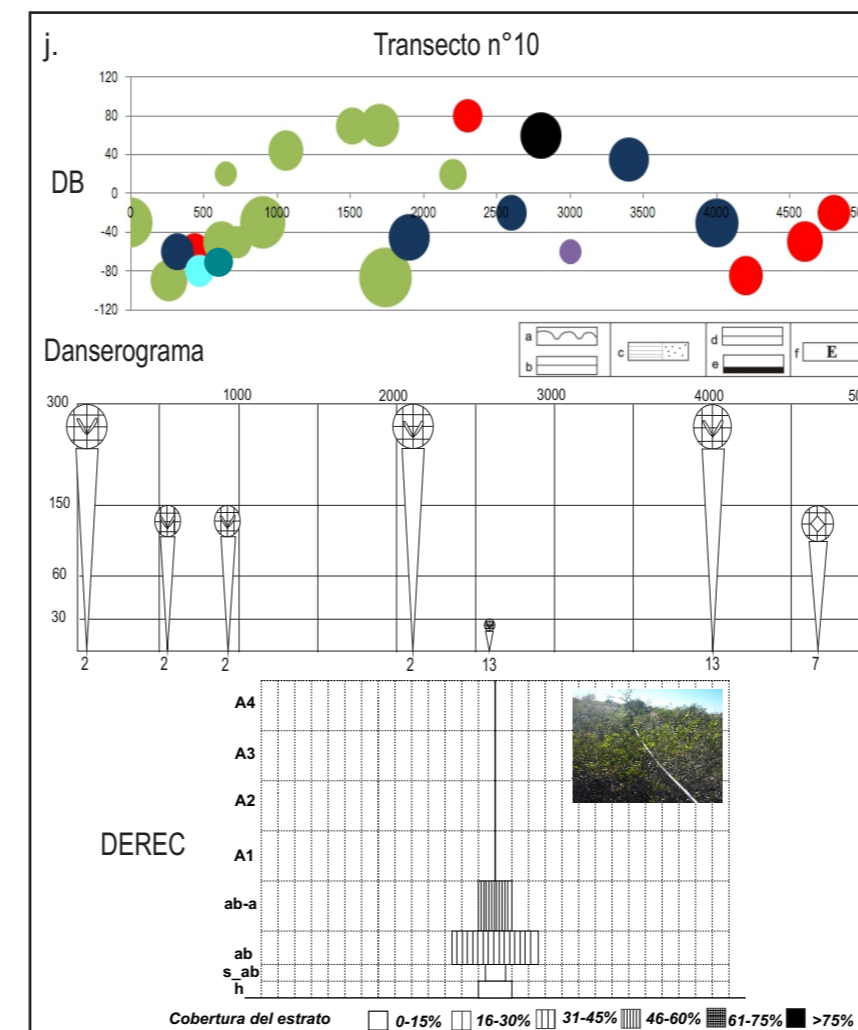 j. Transecto n°10
120
80
40
DB
0
0 500 1000 1500 2000 2500 3000 3500 4000 4500
-40
-80
-120
a b c d e f E
Danserograma
1000 2000 3000 4000
300
150
60
30
2 2 2 2 13 13 7
A4
A3
A2
DEREC
A1
ab-a
ab
s_ab
h
Cobertura del estrato 0-15% 16-30% 31-45% 46-60% 61-75% >75%